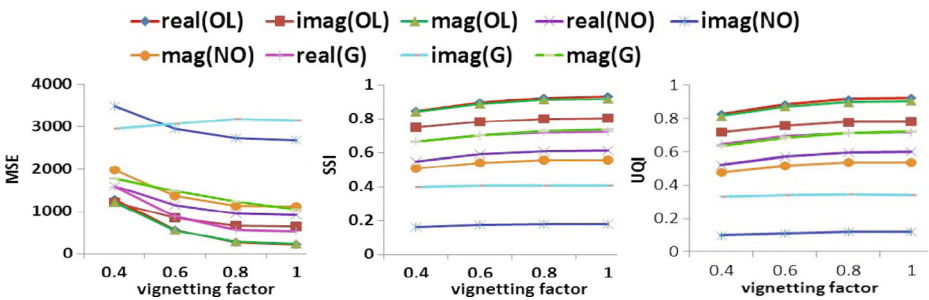 real(OL) imag(OL) mag(OL) real(NO) imag(NO)
mag(NO) real(G) imag(G) mag(G)
MSE
4000
3000
2000
1000
0
0.4 0.6 0.8 1
vignetting factor
SSI
1
0.8
0.6
0.4
0.2
0
0.4 0.6 0.8 1
vignetting factor
UQI
1
0.8
0.6
0.4
0.2
0
0.4 0.6 0.8 1
vignetting factor